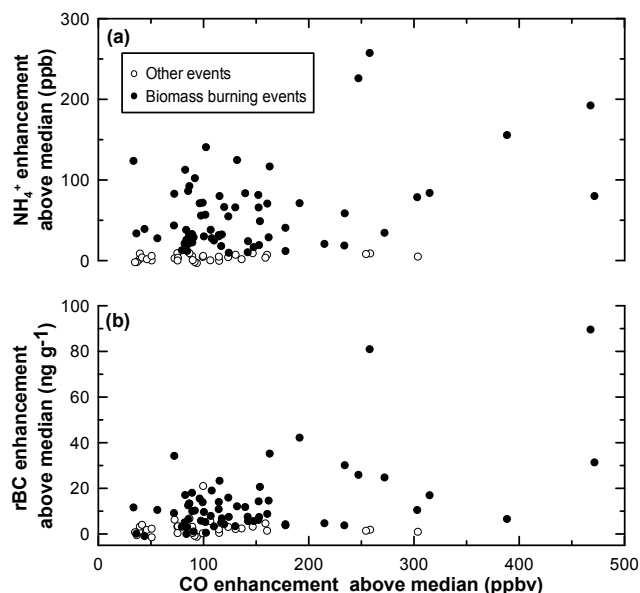 (a)
Other events
Biomass burning events
NH₄⁺ enhancement
above median (ppb)
300
200
100
0
(b)
rBC enhancement
above median (ng g⁻¹)
100
80
60
40
20
0
0 100 200 300 400 500
CO enhancement above median (ppbv)